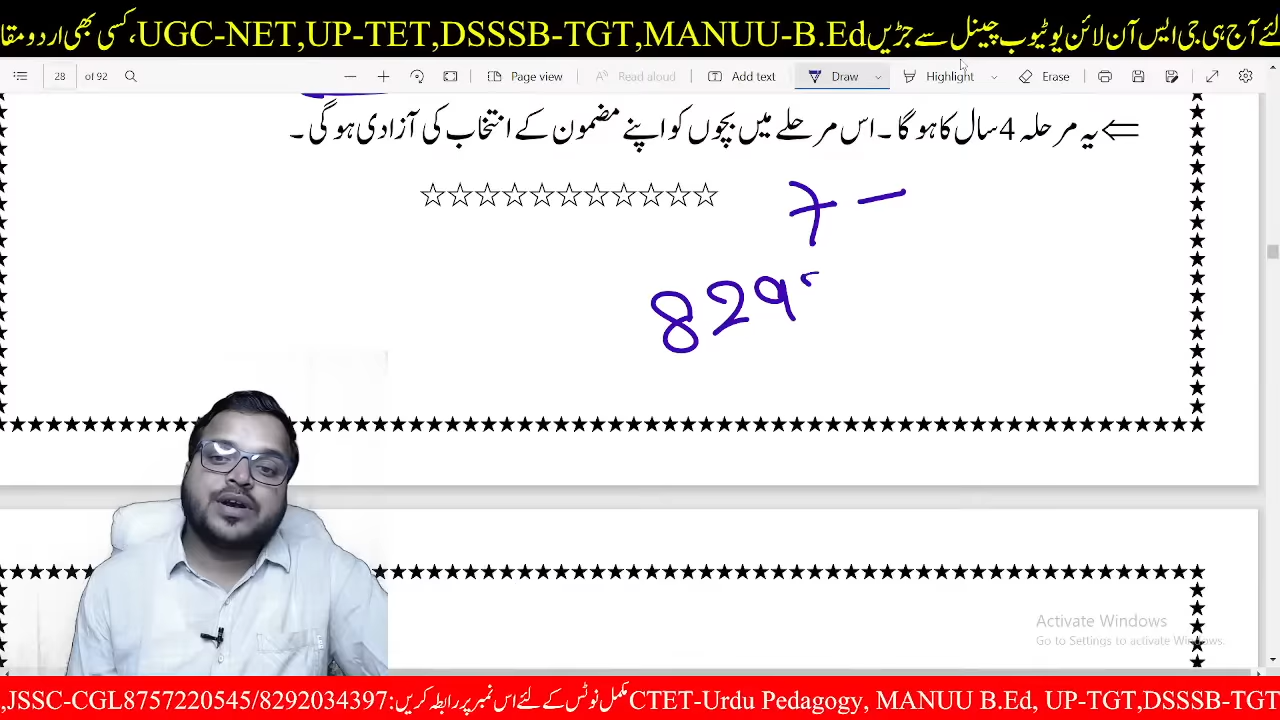 UGC-NET,UP-TET,DSSSB-TGT,MANUU-B.Ed لئے آج ہی جی ایس آن لائن یوٹیوب چینل سے جڑیں، کسی بھی اردو مقا
28 of 92 Page view Read aloud Add text Draw Highlight Erase
⇐ یہ مرحلہ 4 سال کا ہوگا۔ اس مرحلے میں بچوں کو اپنے مضمون کے انتخاب کی آزادی ہوگی۔
☆☆☆☆☆☆☆☆☆☆☆
7 –
829
Activate Windows
Go to Settings to activate Windows.
,JSSC-CGL8757220545/8292034397:مکمل نوٹس کے لئے اس نمبر پر رابطہ کریں CTET-Urdu Pedagogy, MANUU B.Ed, UP-TGT,DSSSB-TG